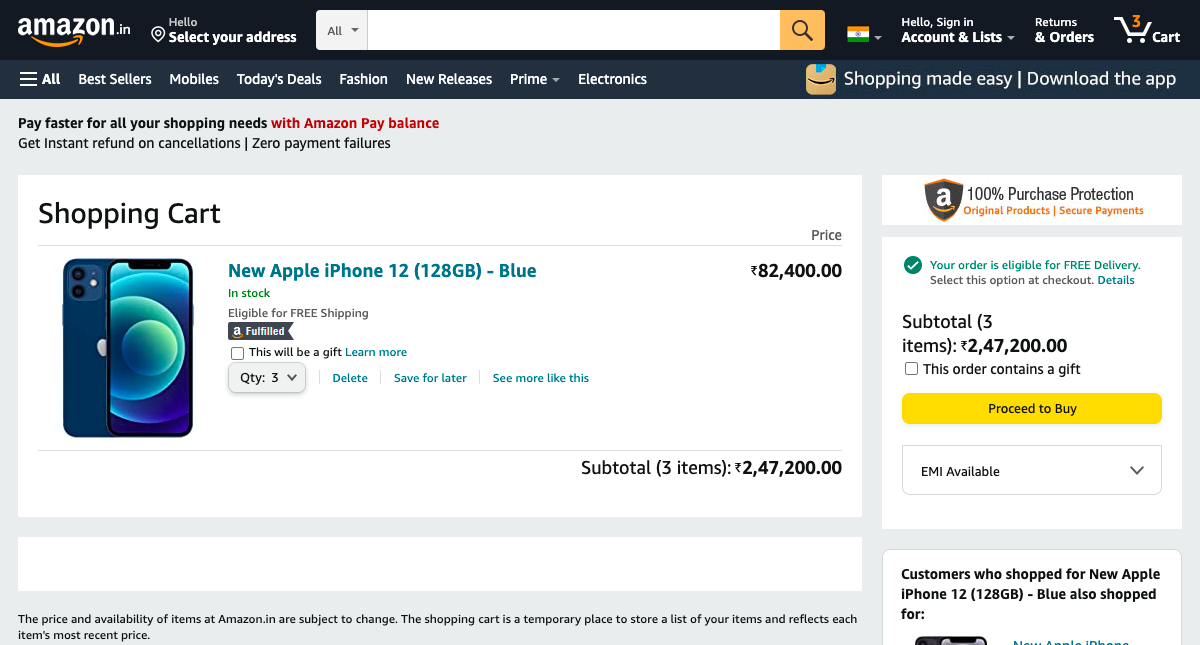 amazon.in
Hello
Select your address
All
Hello, Sign in
Account & Lists
Returns
& Orders
3
Cart
All
Best Sellers
Mobiles
Today's Deals
Fashion
New Releases
Prime
Electronics
Shopping made easy | Download the app
Pay faster for all your shopping needs with Amazon Pay balance
Get Instant refund on cancellations | Zero payment failures
Shopping Cart
Price
New Apple iPhone 12 (128GB) - Blue
₹82,400.00
In stock
Eligible for FREE Shipping
a Fulfilled
This will be a gift Learn more
Qty: 3
Delete
Save for later
See more like this
Subtotal (3 items): ₹2,47,200.00
The price and availability of items at Amazon.in are subject to change. The shopping cart is a temporary place to store a list of your items and reflects each
item's most recent price.
a
100% Purchase Protection
Original Products | Secure Payments
Your order is eligible for FREE Delivery.
Select this option at checkout. Details
Subtotal (3
items): ₹2,47,200.00
This order contains a gift
Proceed to Buy
EMI Available
Customers who shopped for New Apple
iPhone 12 (128GB) - Blue also shopped
for:
New Apple iPhone